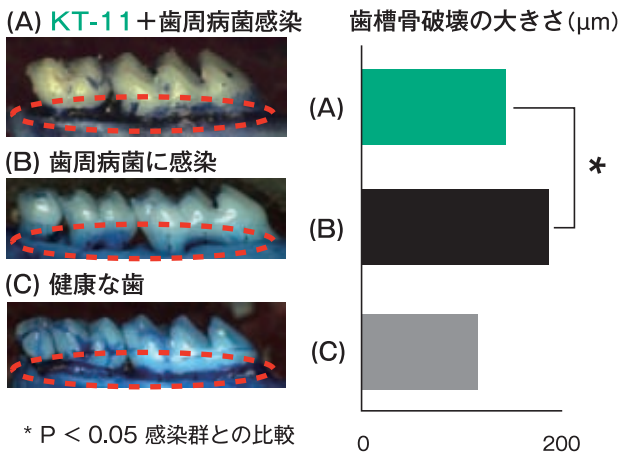 (A) KT-11＋歯周病菌感染
(B) 歯周病菌に感染
(C) 健康な歯
* P < 0.05 感染群との比較
歯槽骨破壊の大きさ(μm)
(A)
(B)
(C)
*
0 200